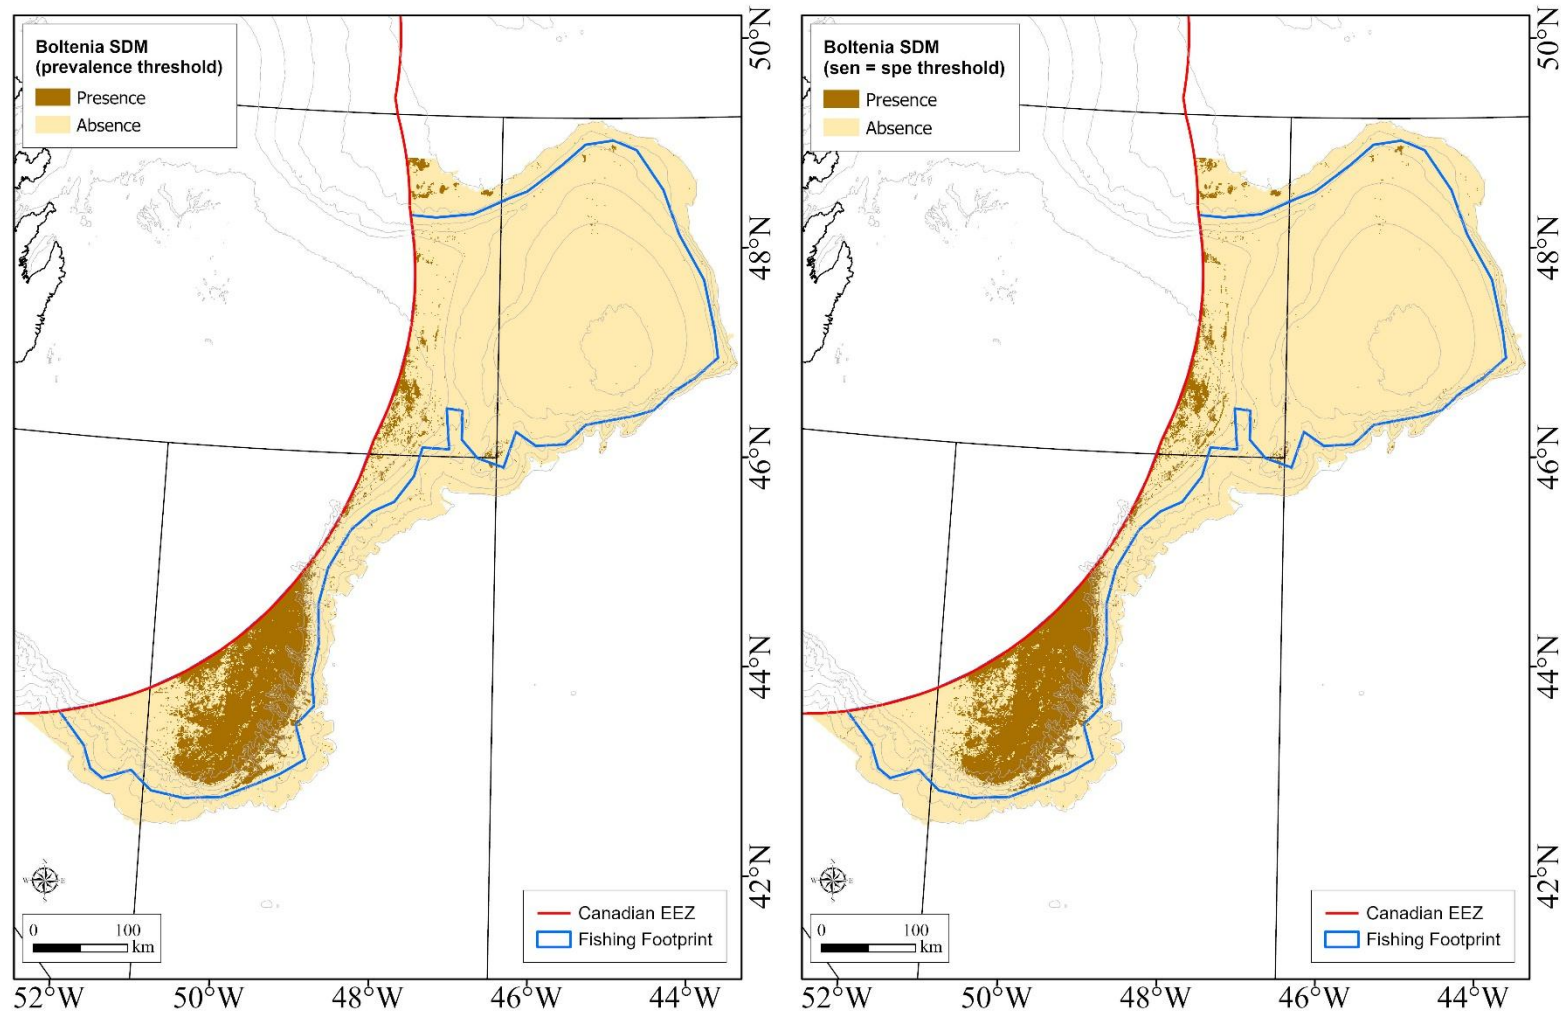 Boltenia SDM
(prevalence threshold)
Presence
Absence
50°N
48°N
46°N
44°N
42°N
N
W
E
S
0 100
km
Canadian EEZ
Fishing Footprint
52°W 50°W 48°W 46°W 44°W
Boltenia SDM
(sen = spe threshold)
Presence
Absence
50°N
48°N
46°N
44°N
42°N
N
W
E
S
0 100
km
Canadian EEZ
Fishing Footprint
52°W 50°W 48°W 46°W 44°W